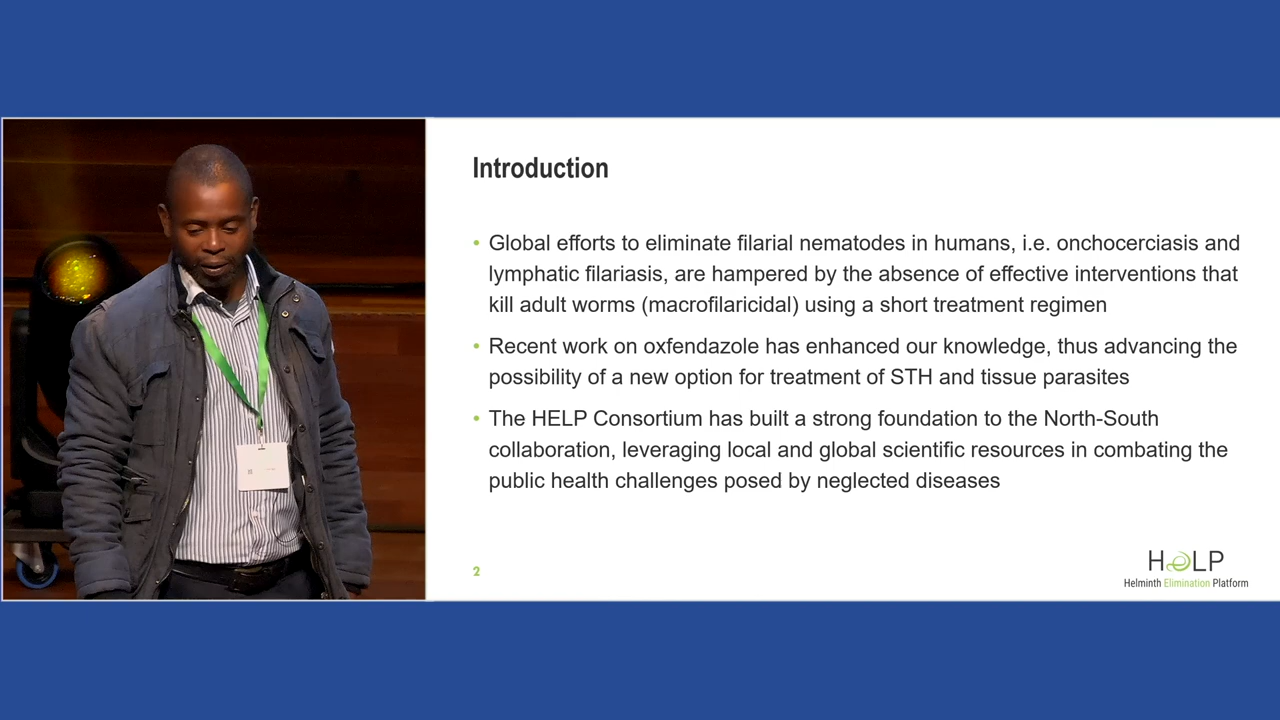 Introduction
• Global efforts to eliminate filarial nematodes in humans, i.e. onchocerciasis and
lymphatic filariasis, are hampered by the absence of effective interventions that
kill adult worms (macrofilaricidal) using a short treatment regimen
• Recent work on oxfendazole has enhanced our knowledge, thus advancing the
possibility of a new option for treatment of STH and tissue parasites
• The HELP Consortium has built a strong foundation to the North-South
collaboration, leveraging local and global scientific resources in combating the
public health challenges posed by neglected diseases
2
HeLP
Helminth Elimination Platform